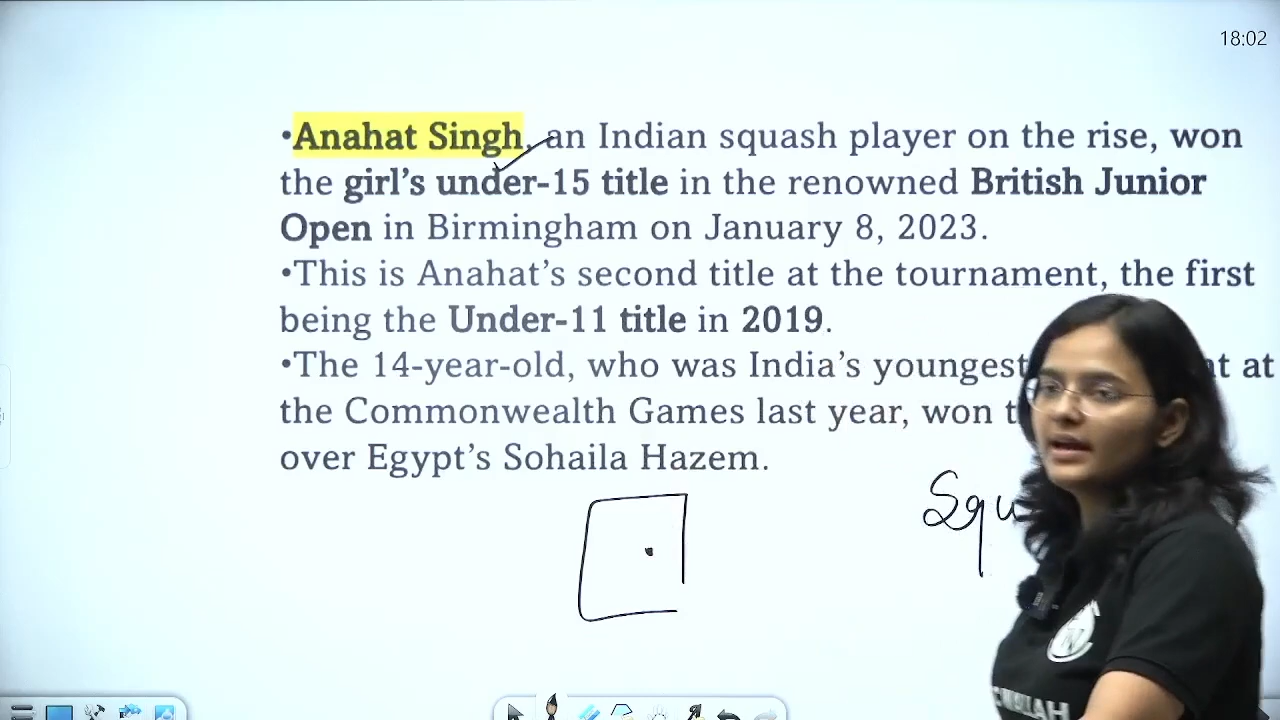 18:02
•Anahat Singh, an Indian squash player on the rise, won
the girl’s under-15 title in the renowned British Junior
Open in Birmingham on January 8, 2023.
•This is Anahat’s second title at the tournament, the first
being the Under-11 title in 2019.
•The 14-year-old, who was India’s youngest at
the Commonwealth Games last year, won
over Egypt’s Sohaila Hazem.
Squ